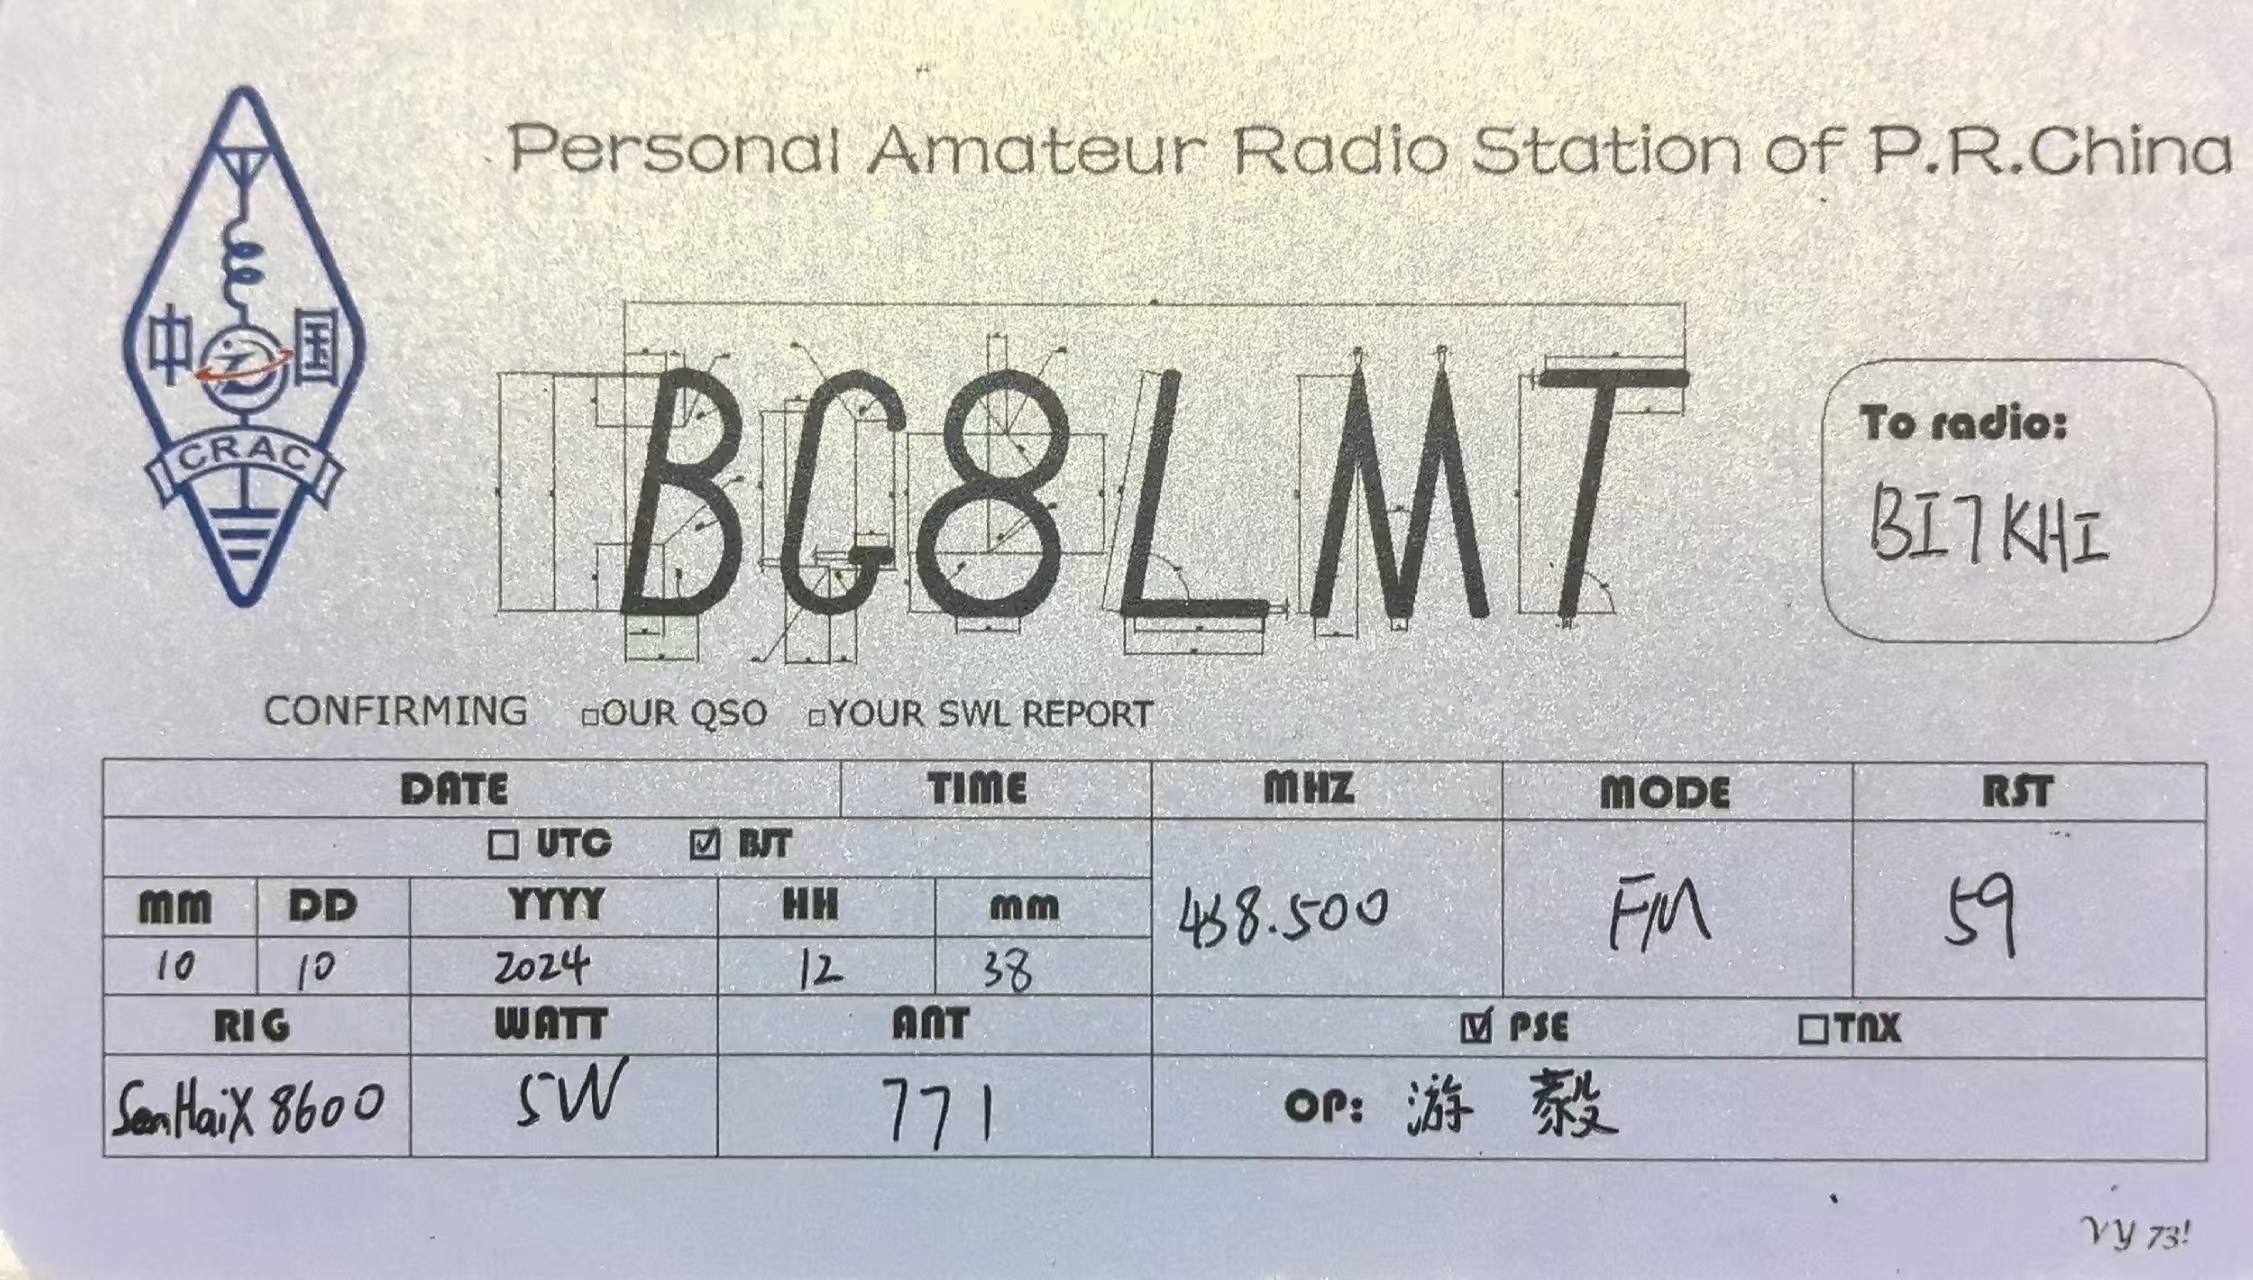 Personal Amateur Radio Station of P.R.China
中 国
CRAC
BG8LMT
To radio:
BI7KHI
CONFIRMING □OUR QSO □YOUR SWL REPORT
DATE TIME MHZ MODE RST
□ UTC ☑ BJT
MM DD YYYY HH mm
438.500 FM 59
10 10 2024 12 38
RIG WATT ANT ☑ PSE □TNX
SenHaiX 8600 5W 771 OP: 游 毅
VY 73!